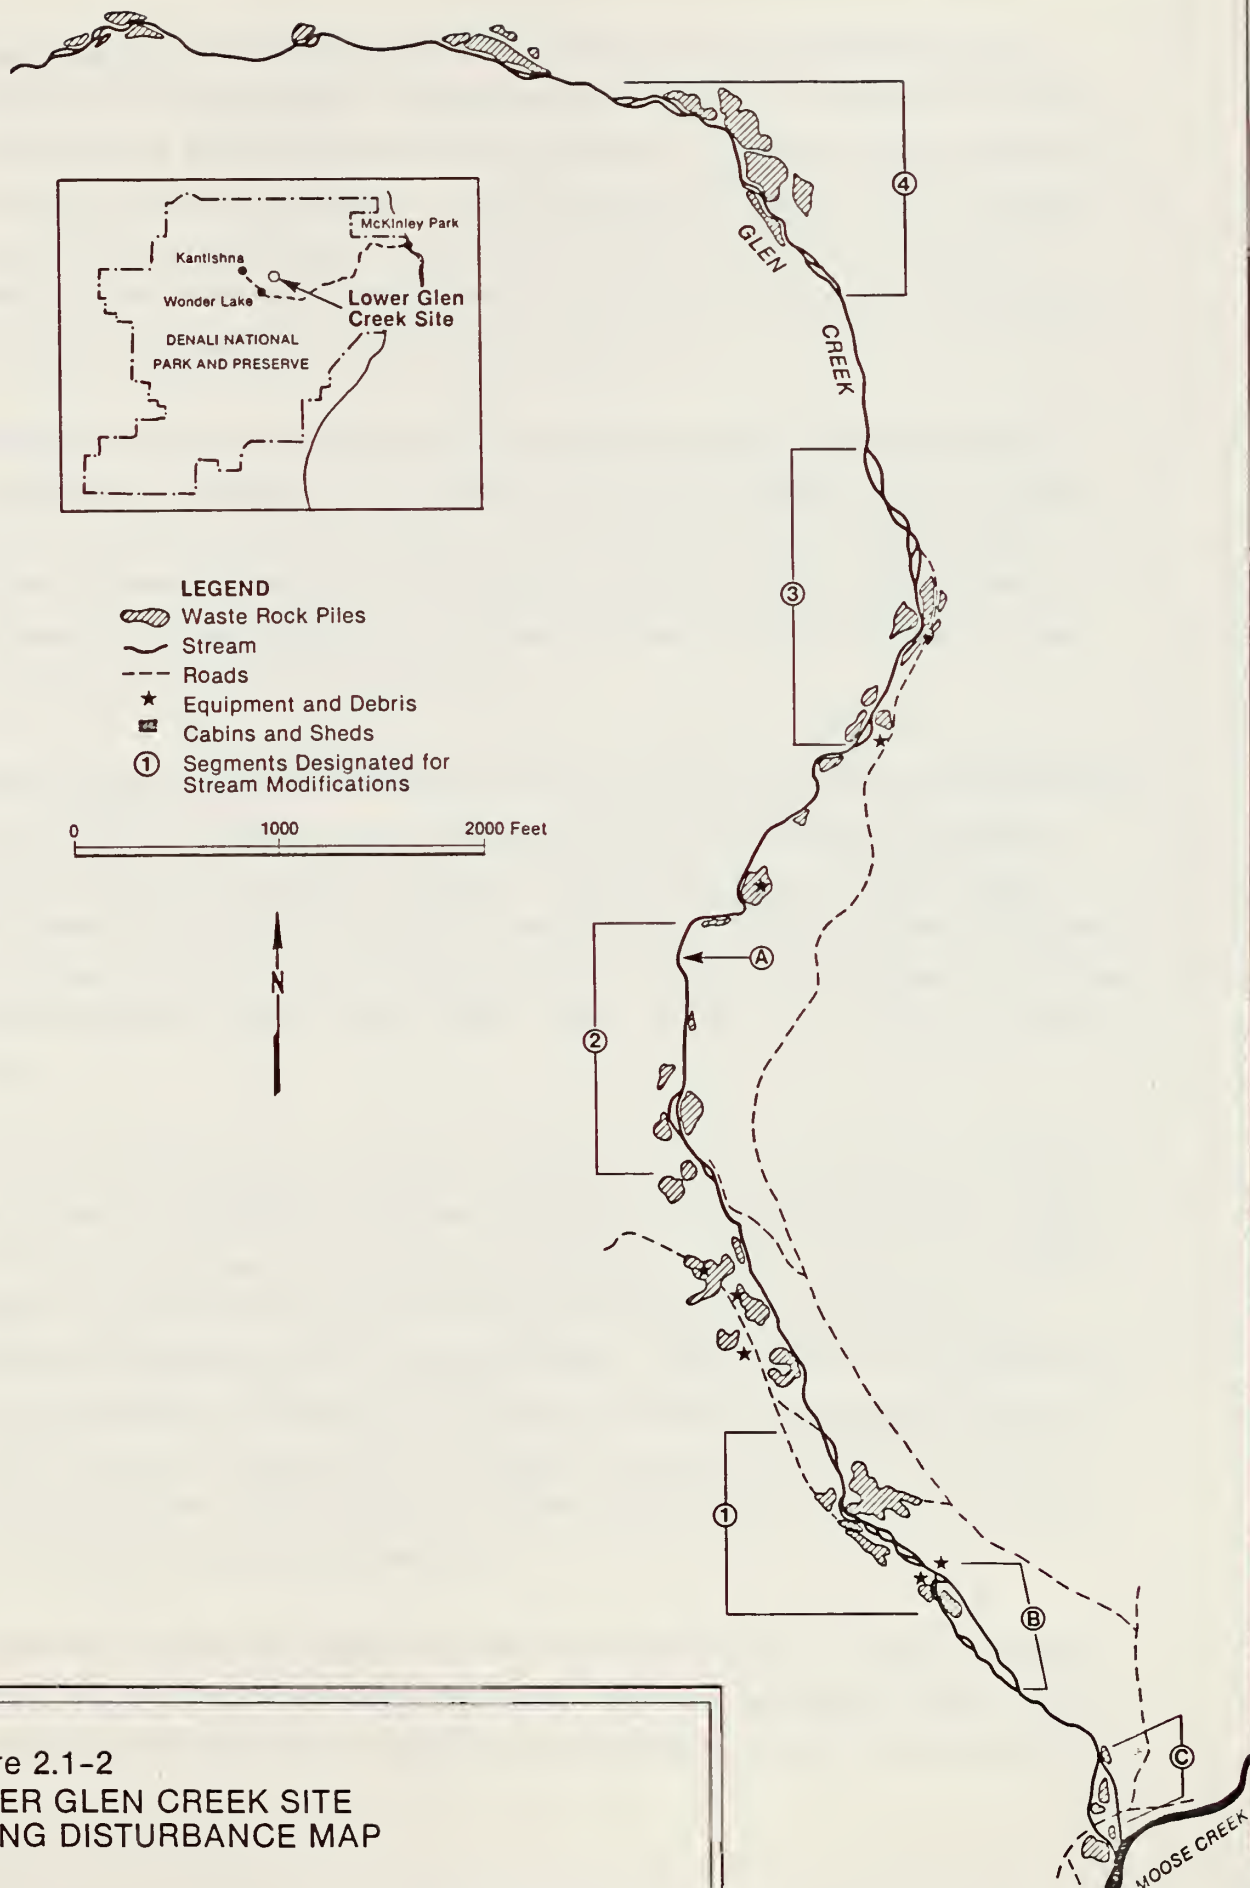 McKinley Park
Kantishna
Wonder Lake
Lower Glen
Creek Site
DENALI NATIONAL
PARK AND PRESERVE
4
GLEN
CREEK
3
LEGEND
Waste Rock Piles
Stream
Roads
Equipment and Debris
Cabins and Sheds
1 Segments Designated for
Stream Modifications
0 1000 2000 Feet
N
A
2
1
B
C
MOOSE CREEK
re 2.1-2
ER GLEN CREEK SITE
NG DISTURBANCE MAP